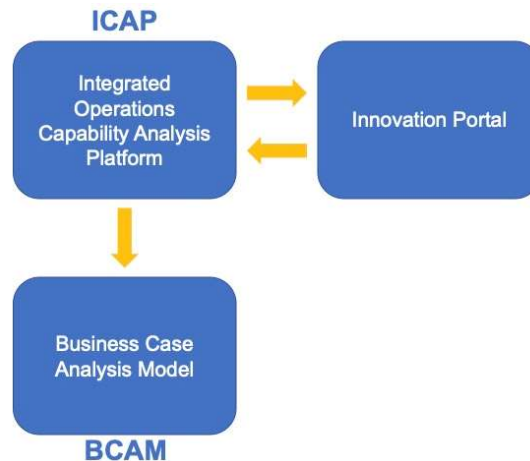 ICAP
Integrated
Operations
Capability Analysis
Platform
Innovation Portal
Business Case
Analysis Model
BCAM